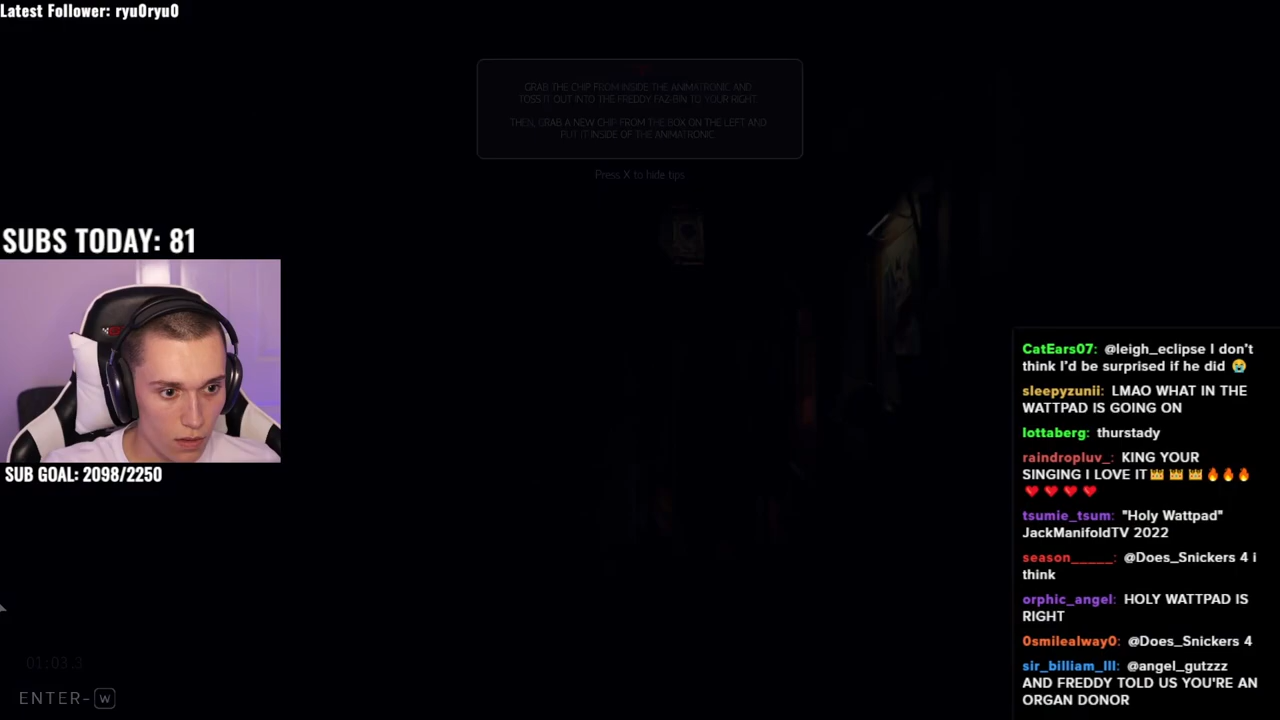 Latest Follower: ryu0ryu0
GRAB THE CHIP FROM INSIDE THE ANIMATRONIC AND
TOSS IT OUT INTO THE FREDDY FAZ-BIN TO YOUR RIGHT.
THEN, GRAB A NEW CHIP FROM THE BOX ON THE LEFT AND
PUT IT INSIDE OF THE ANIMATRONIC.
Press X to hide tips
SUBS TODAY: 81
SUB GOAL: 2098/2250
01:03.3
ENTER- W
CatEars07: @leigh_eclipse I don't
think I'd be surprised if he did 😭
sleepyzunii: LMAO WHAT IN THE
WATTPAD IS GOING ON
lottaberg: thurstady
raindropluv_: KING YOUR
SINGING I LOVE IT👑 👑 👑🔥🔥🔥
❤️ ❤️ ❤️ ❤️
tsumie_tsum: "Holy Wattpad"
JackManifoldTV 2022
season_____: @Does_Snickers 4 i
think
orphic_angel: HOLY WATTPAD IS
RIGHT
0smilealway0: @Does_Snickers 4
sir_billiam_III: @angel_gutzzz
AND FREDDY TOLD US YOU'RE AN
ORGAN DONOR